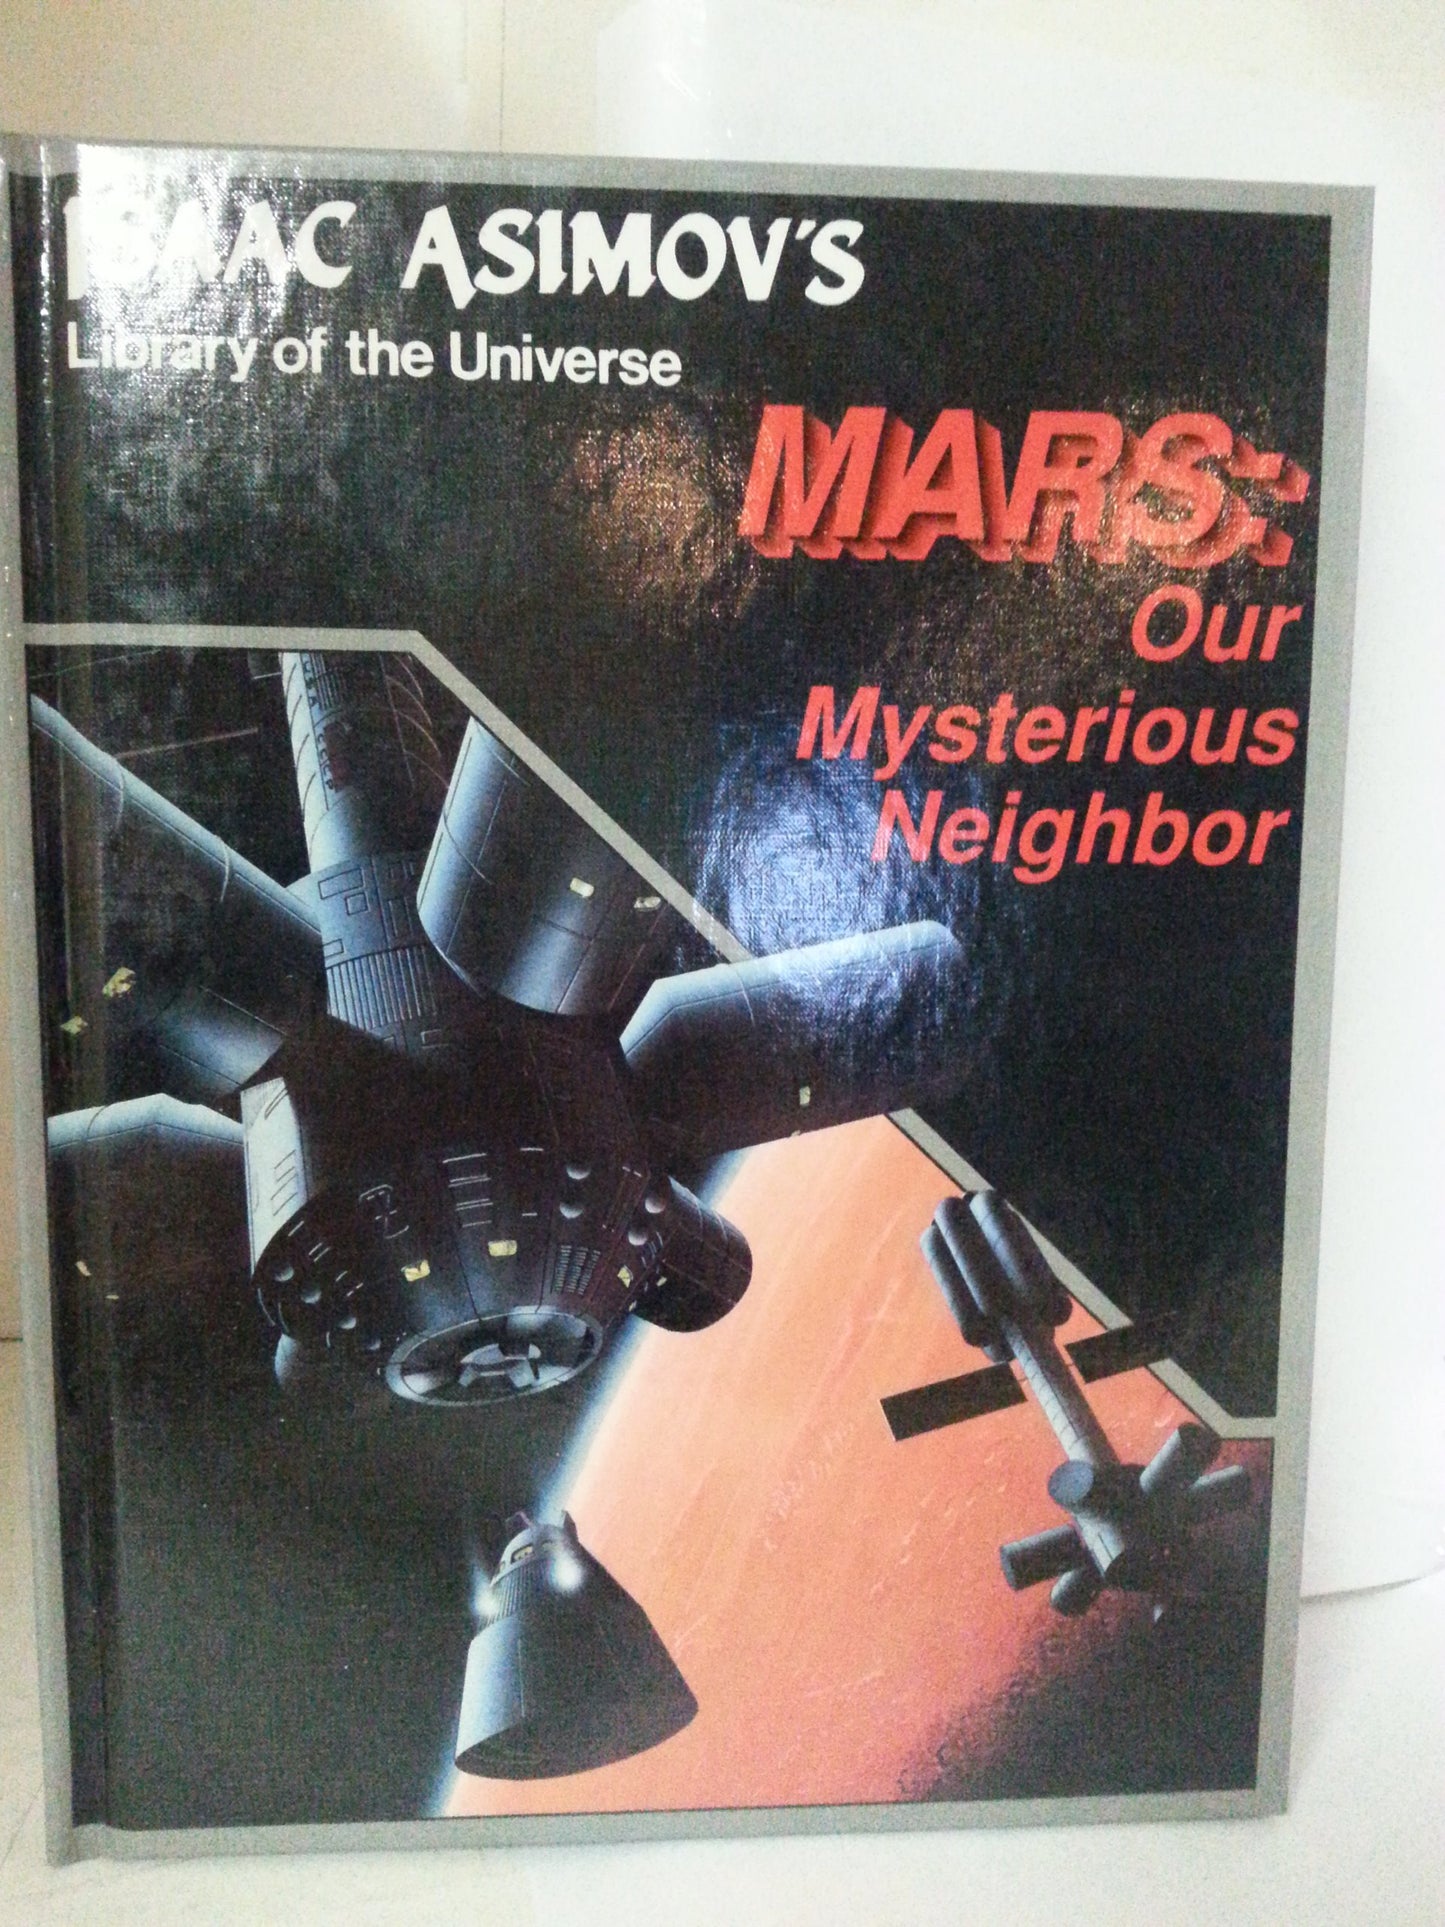 ISAAC ASIMOV'S
Library of the Universe
MARS:
Our
Mysterious
Neighbor